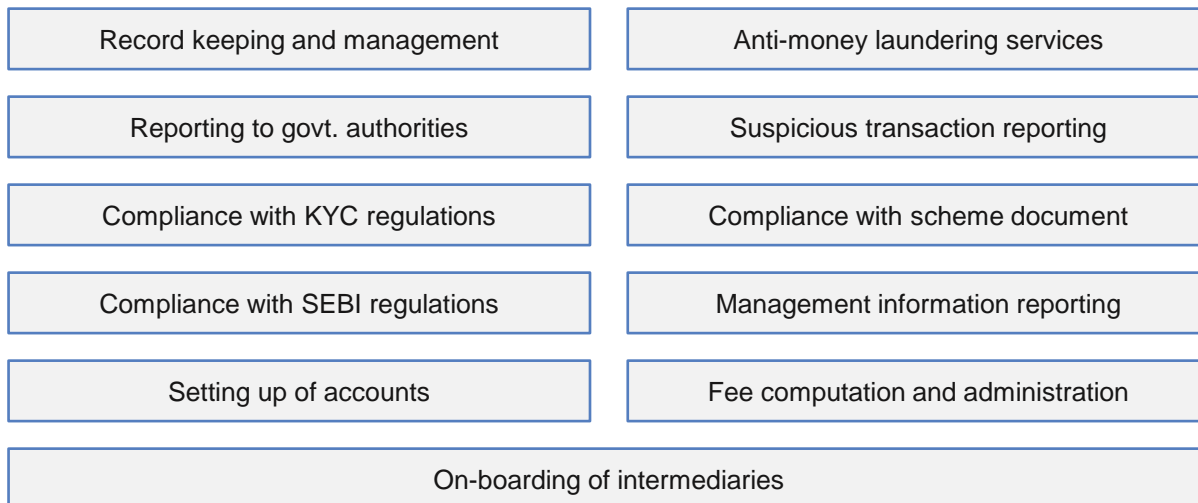 Record keeping and management
Anti-money laundering services
Reporting to govt. authorities
Suspicious transaction reporting
Compliance with KYC regulations
Compliance with scheme document
Compliance with SEBI regulations
Management information reporting
Setting up of accounts
Fee computation and administration
On-boarding of intermediaries